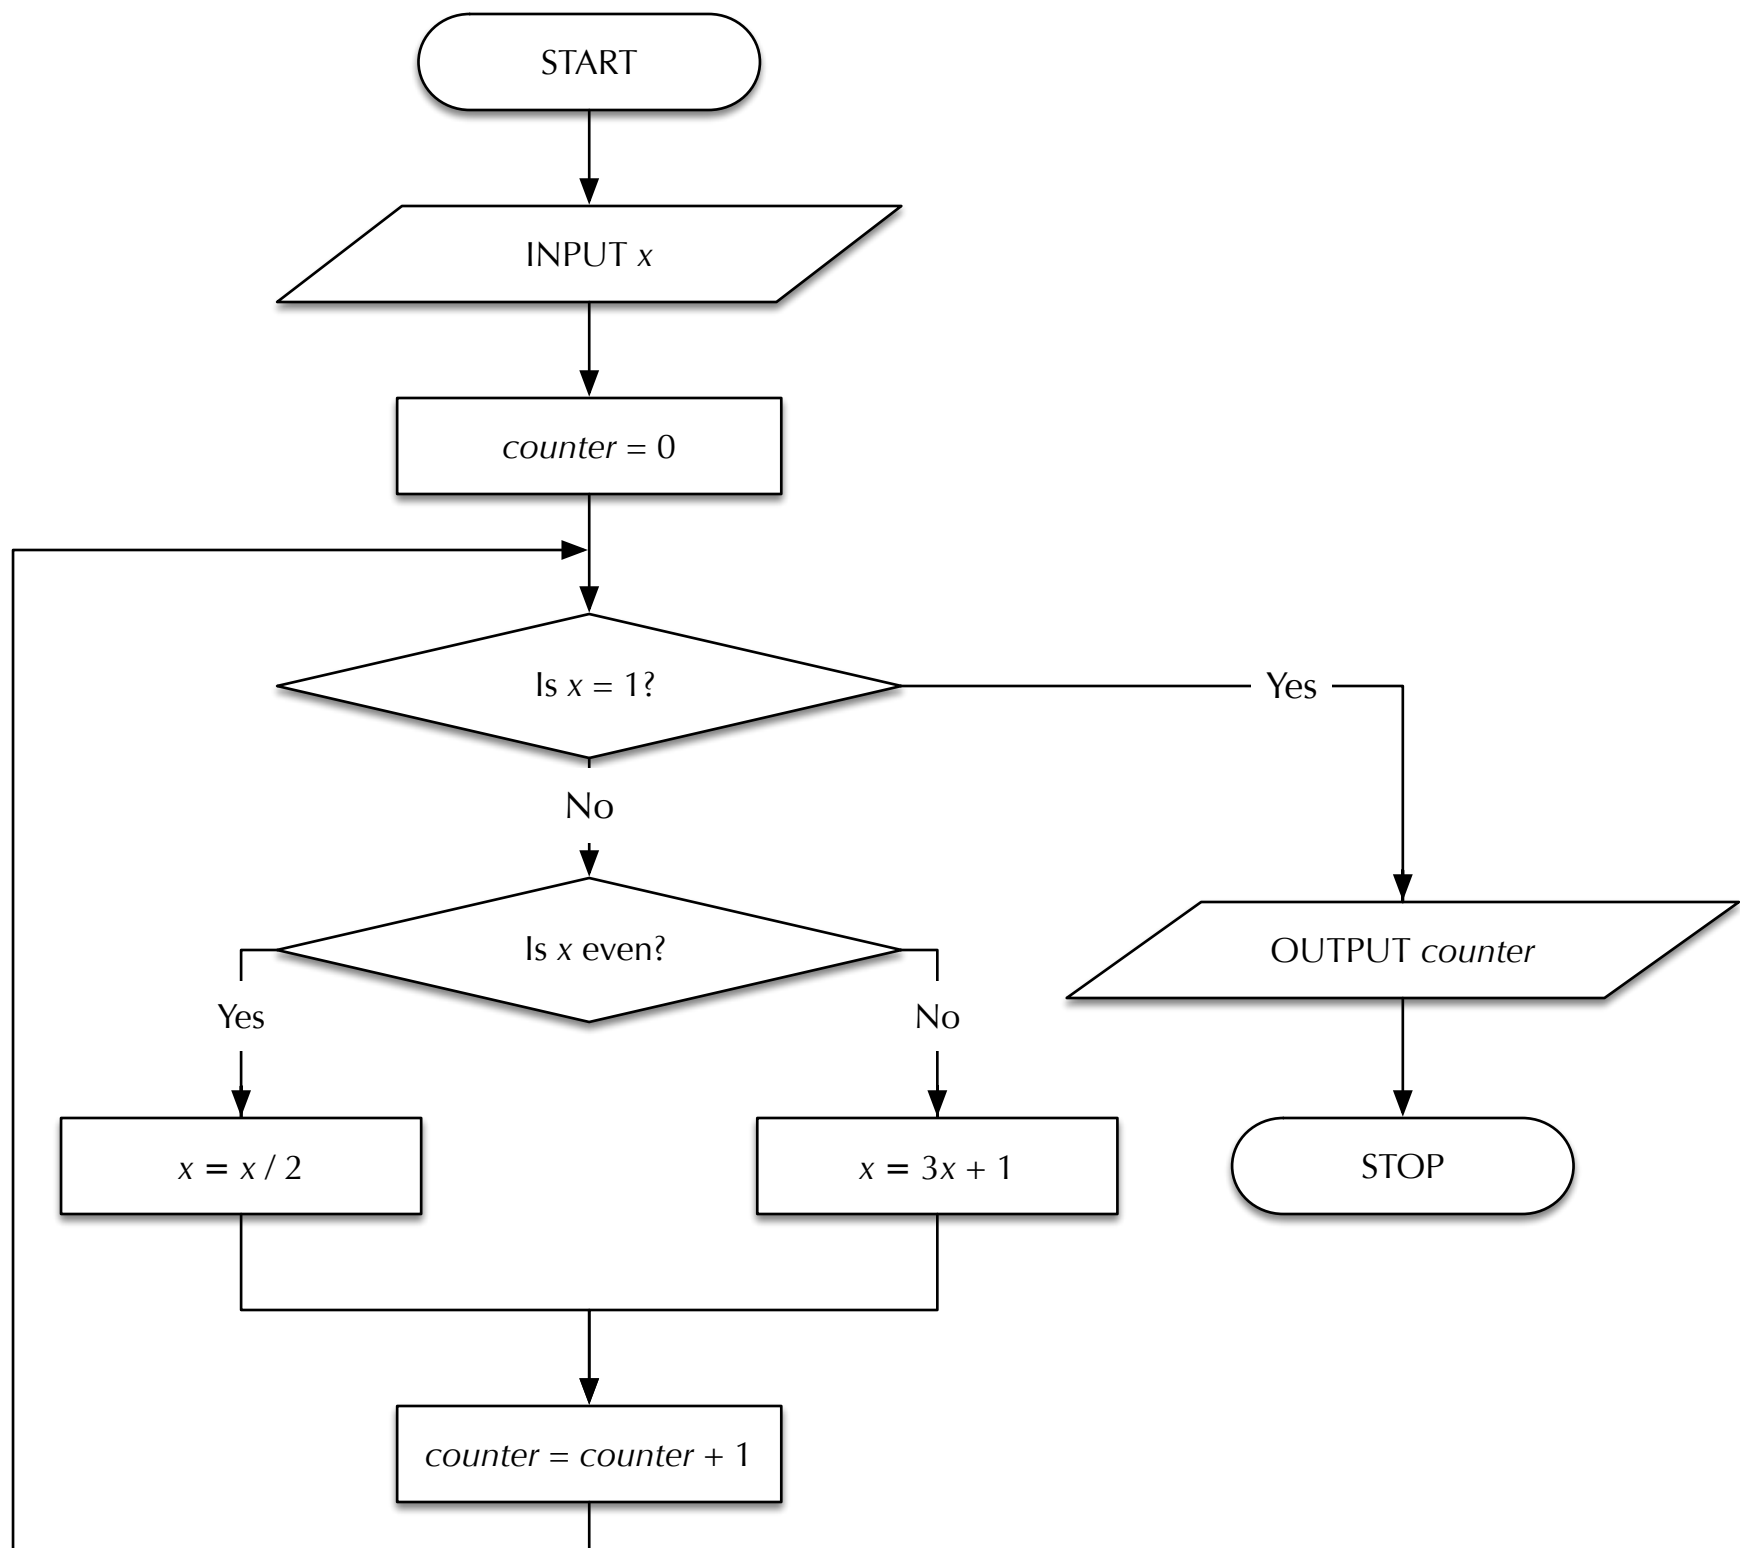 START
INPUT x
counter = 0
Is x = 1?
Yes
No
Is x even?
OUTPUT counter
Yes
No
x = x / 2
x = 3x + 1
STOP
counter = counter + 1